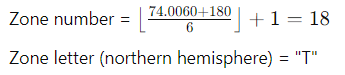 Zone number = ⌊ 74.0060+180 / 6 ⌋ + 1 = 18
Zone letter (northern hemisphere) = "T"